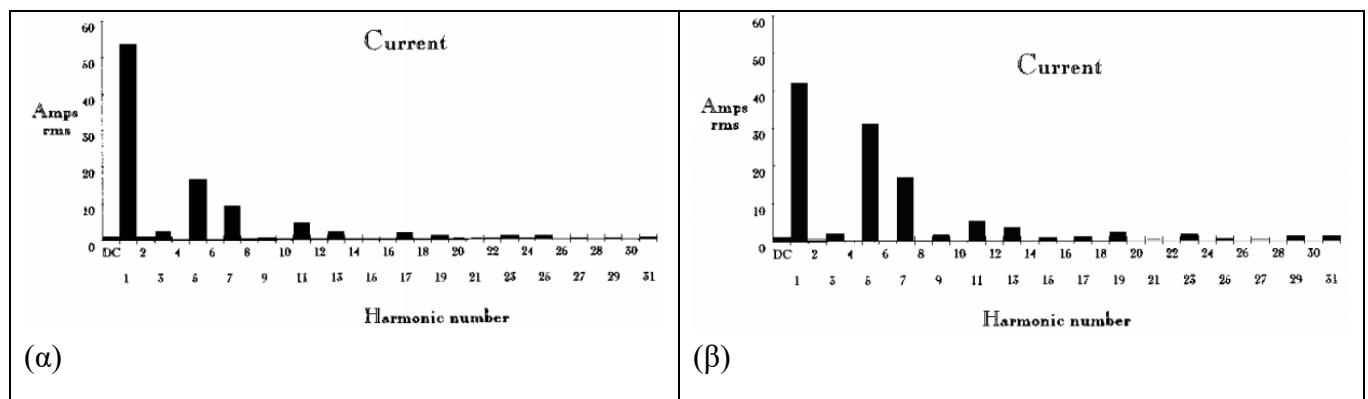 60
Current
50
40
Amps
rms
30
20
10
0
DC 2 4 6 8 10 12 14 16 18 20 22 24 26 28 30
1 3 5 7 9 11 13 15 17 19 21 23 25 27 29 31
Harmonic number
(α)
60
50
Current
40
Amps
rms
30
20
10
0
DC 2 4 6 8 10 12 14 16 18 20 22 24 26 28 30
1 3 5 7 9 11 13 15 17 19 21 23 25 27 29 31
Harmonic number
(β)